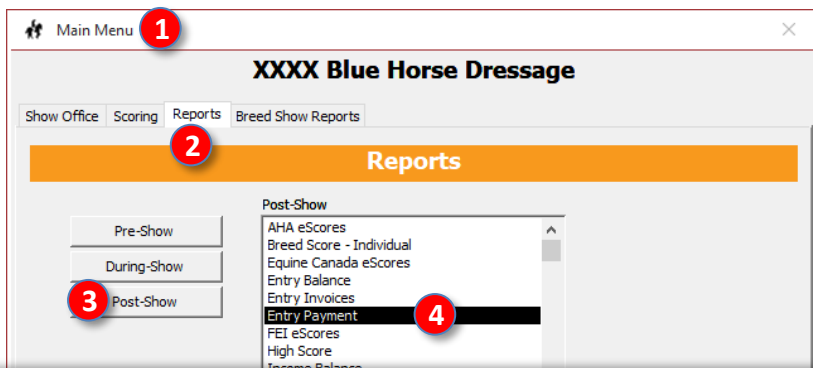 Main Menu 1
XXXX Blue Horse Dressage
Show Office Scoring Reports Breed Show Reports
2
Reports
Post-Show
Pre-Show
During-Show
3 Post-Show
AHA eScores
Breed Score - Individual
Equine Canada eScores
Entry Balance
Entry Invoices
Entry Payment 4
FEI eScores
High Score
Income Balance